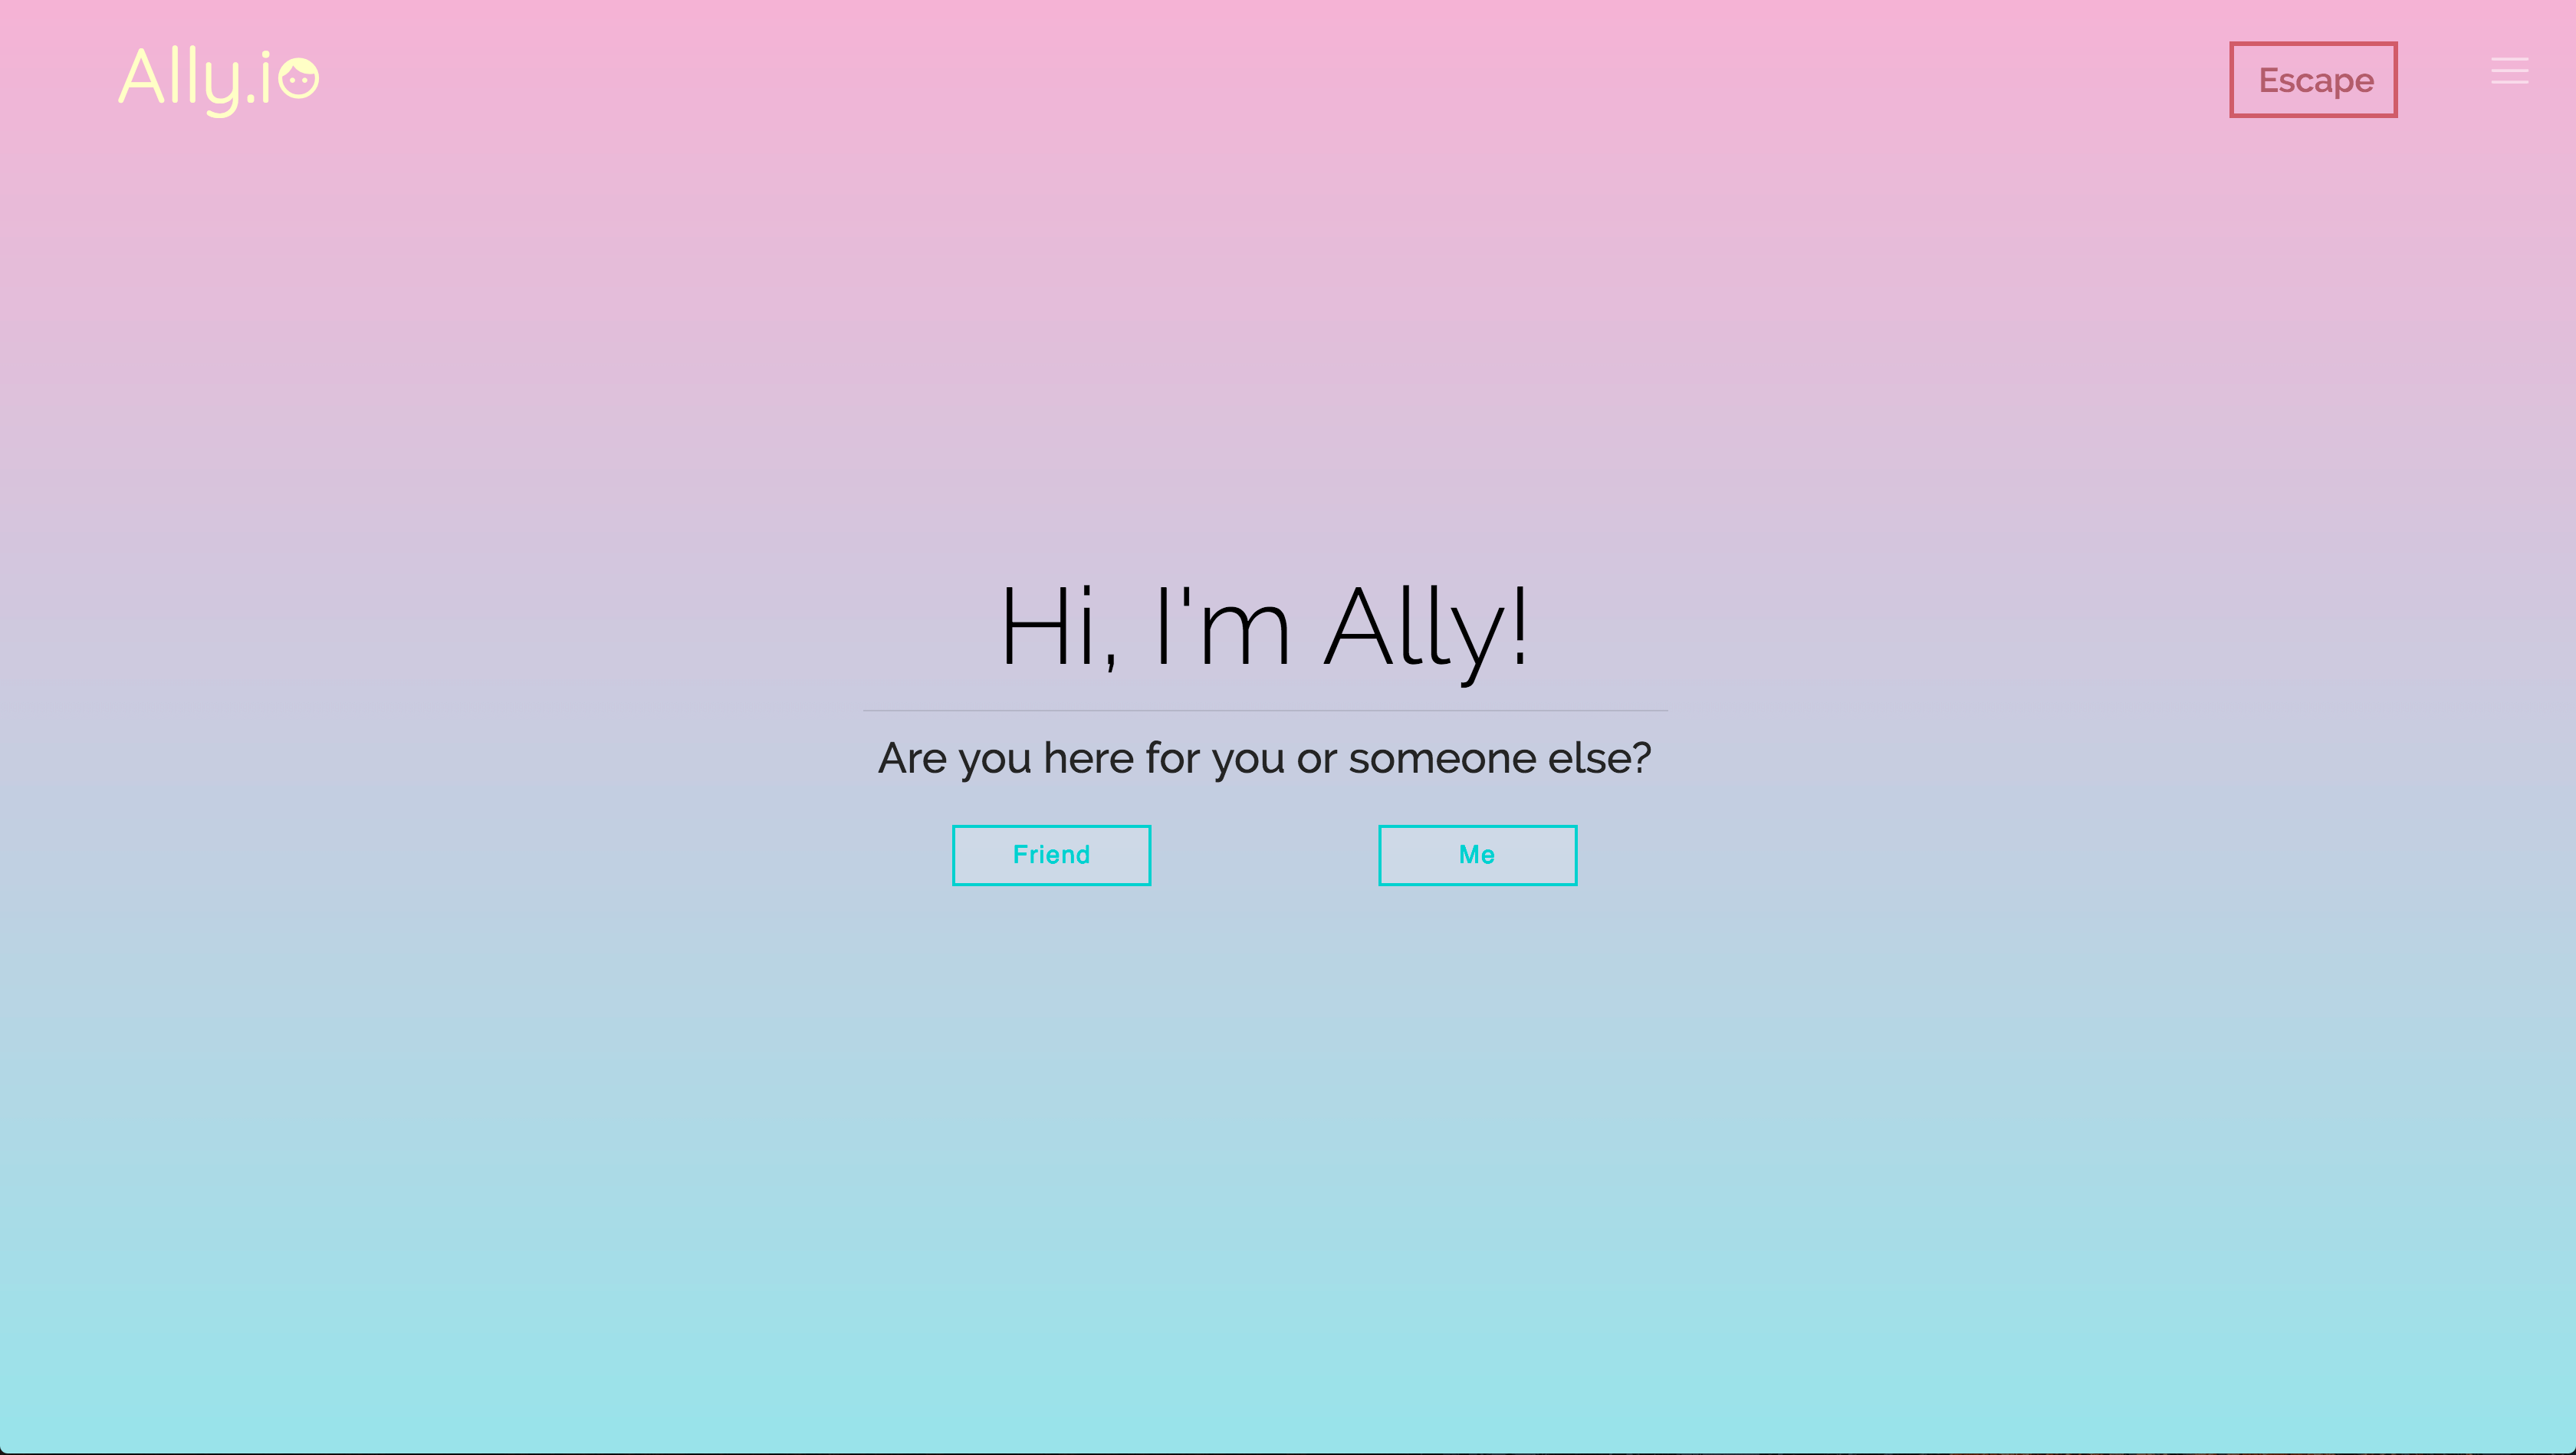 Ally.io
Escape
Hi, I'm Ally!
Are you here for you or someone else?
Friend
Me